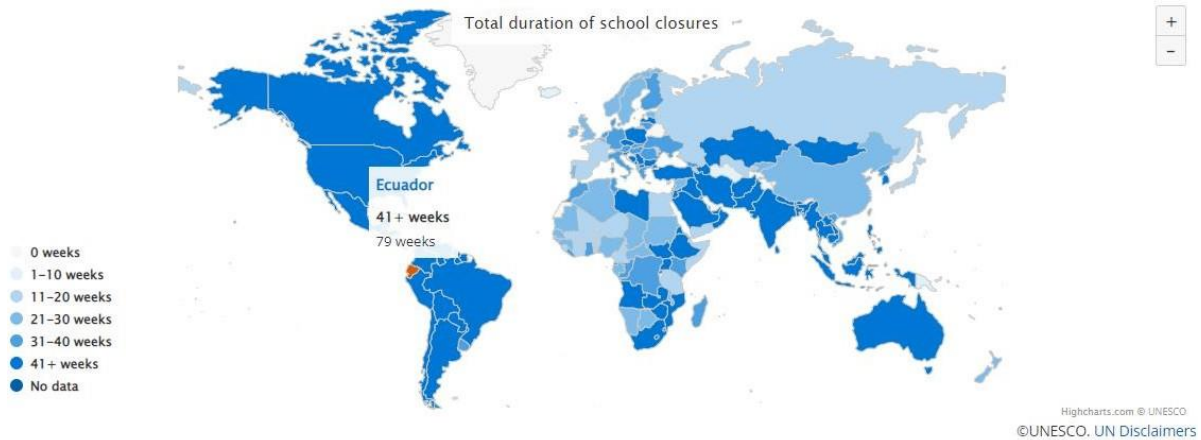 Total duration of school closures
+
−
Ecuador
41+ weeks
79 weeks
0 weeks
1–10 weeks
11–20 weeks
21–30 weeks
31–40 weeks
41+ weeks
No data
Highcharts.com © UNESCO
©UNESCO. UN Disclaimers